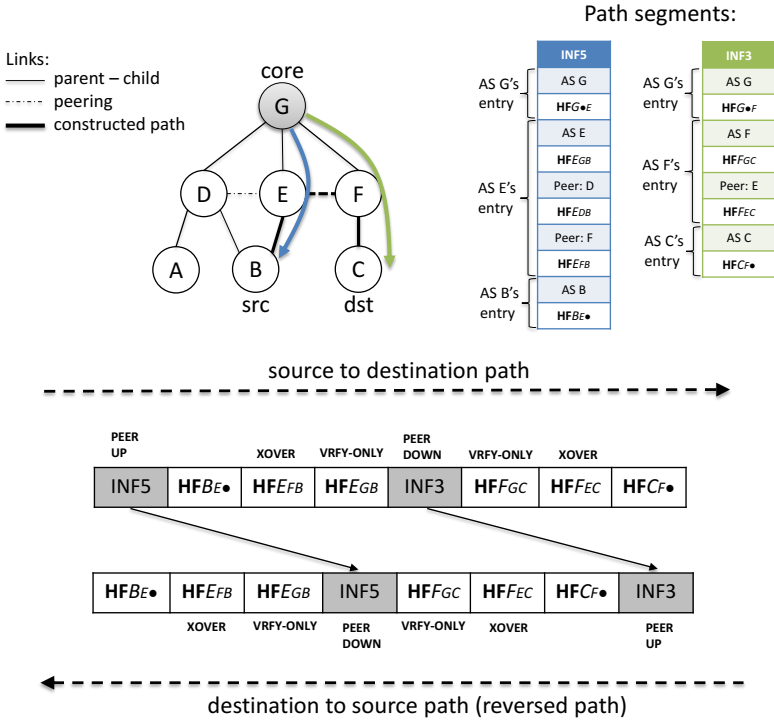 Path segments:
Links:
parent – child
peering
constructed path
core
G
D
E
F
A
B
C
src
dst
INF5
AS G's
entry
AS G
HFG●E
AS E's
entry
AS E
HFEGB
Peer: D
HFEDB
Peer: F
HFEFB
AS B's
entry
AS B
HFBE●
INF3
AS G's
entry
AS G
HFG●F
AS F's
entry
AS F
HFFGC
Peer: E
HFFEC
AS C's
entry
AS C
HFCF●
source to destination path
PEER
UP
XOVER
VRFY-ONLY
PEER
DOWN
VRFY-ONLY
XOVER
INF5 HFBE● HFEFB HFEGB INF3 HFFGC HFFEC HFCF●
HFBE● HFEFB HFEGB INF5 HFFGC HFFEC HFCF● INF3
XOVER
VRFY-ONLY
PEER
DOWN
VRFY-ONLY
XOVER
PEER
UP
destination to source path (reversed path)